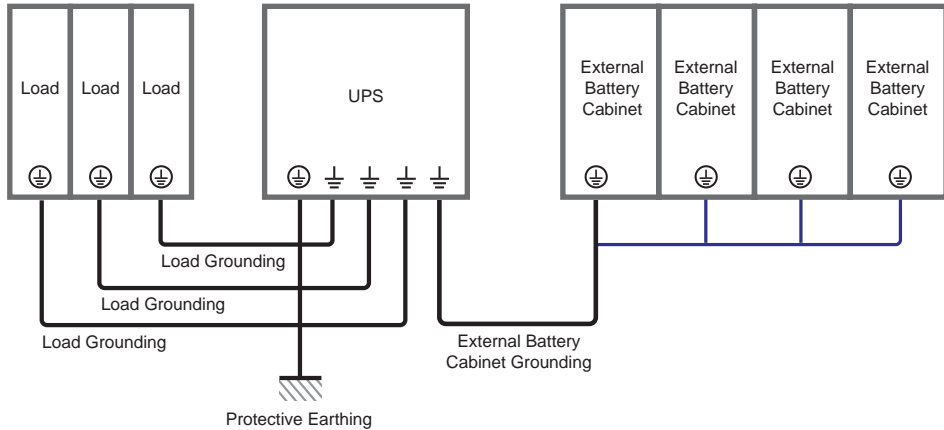 Load
Load
Load
UPS
External
Battery
Cabinet
External
Battery
Cabinet
External
Battery
Cabinet
External
Battery
Cabinet
Load Grounding
Load Grounding
Load Grounding
External Battery
Cabinet Grounding
Protective Earthing